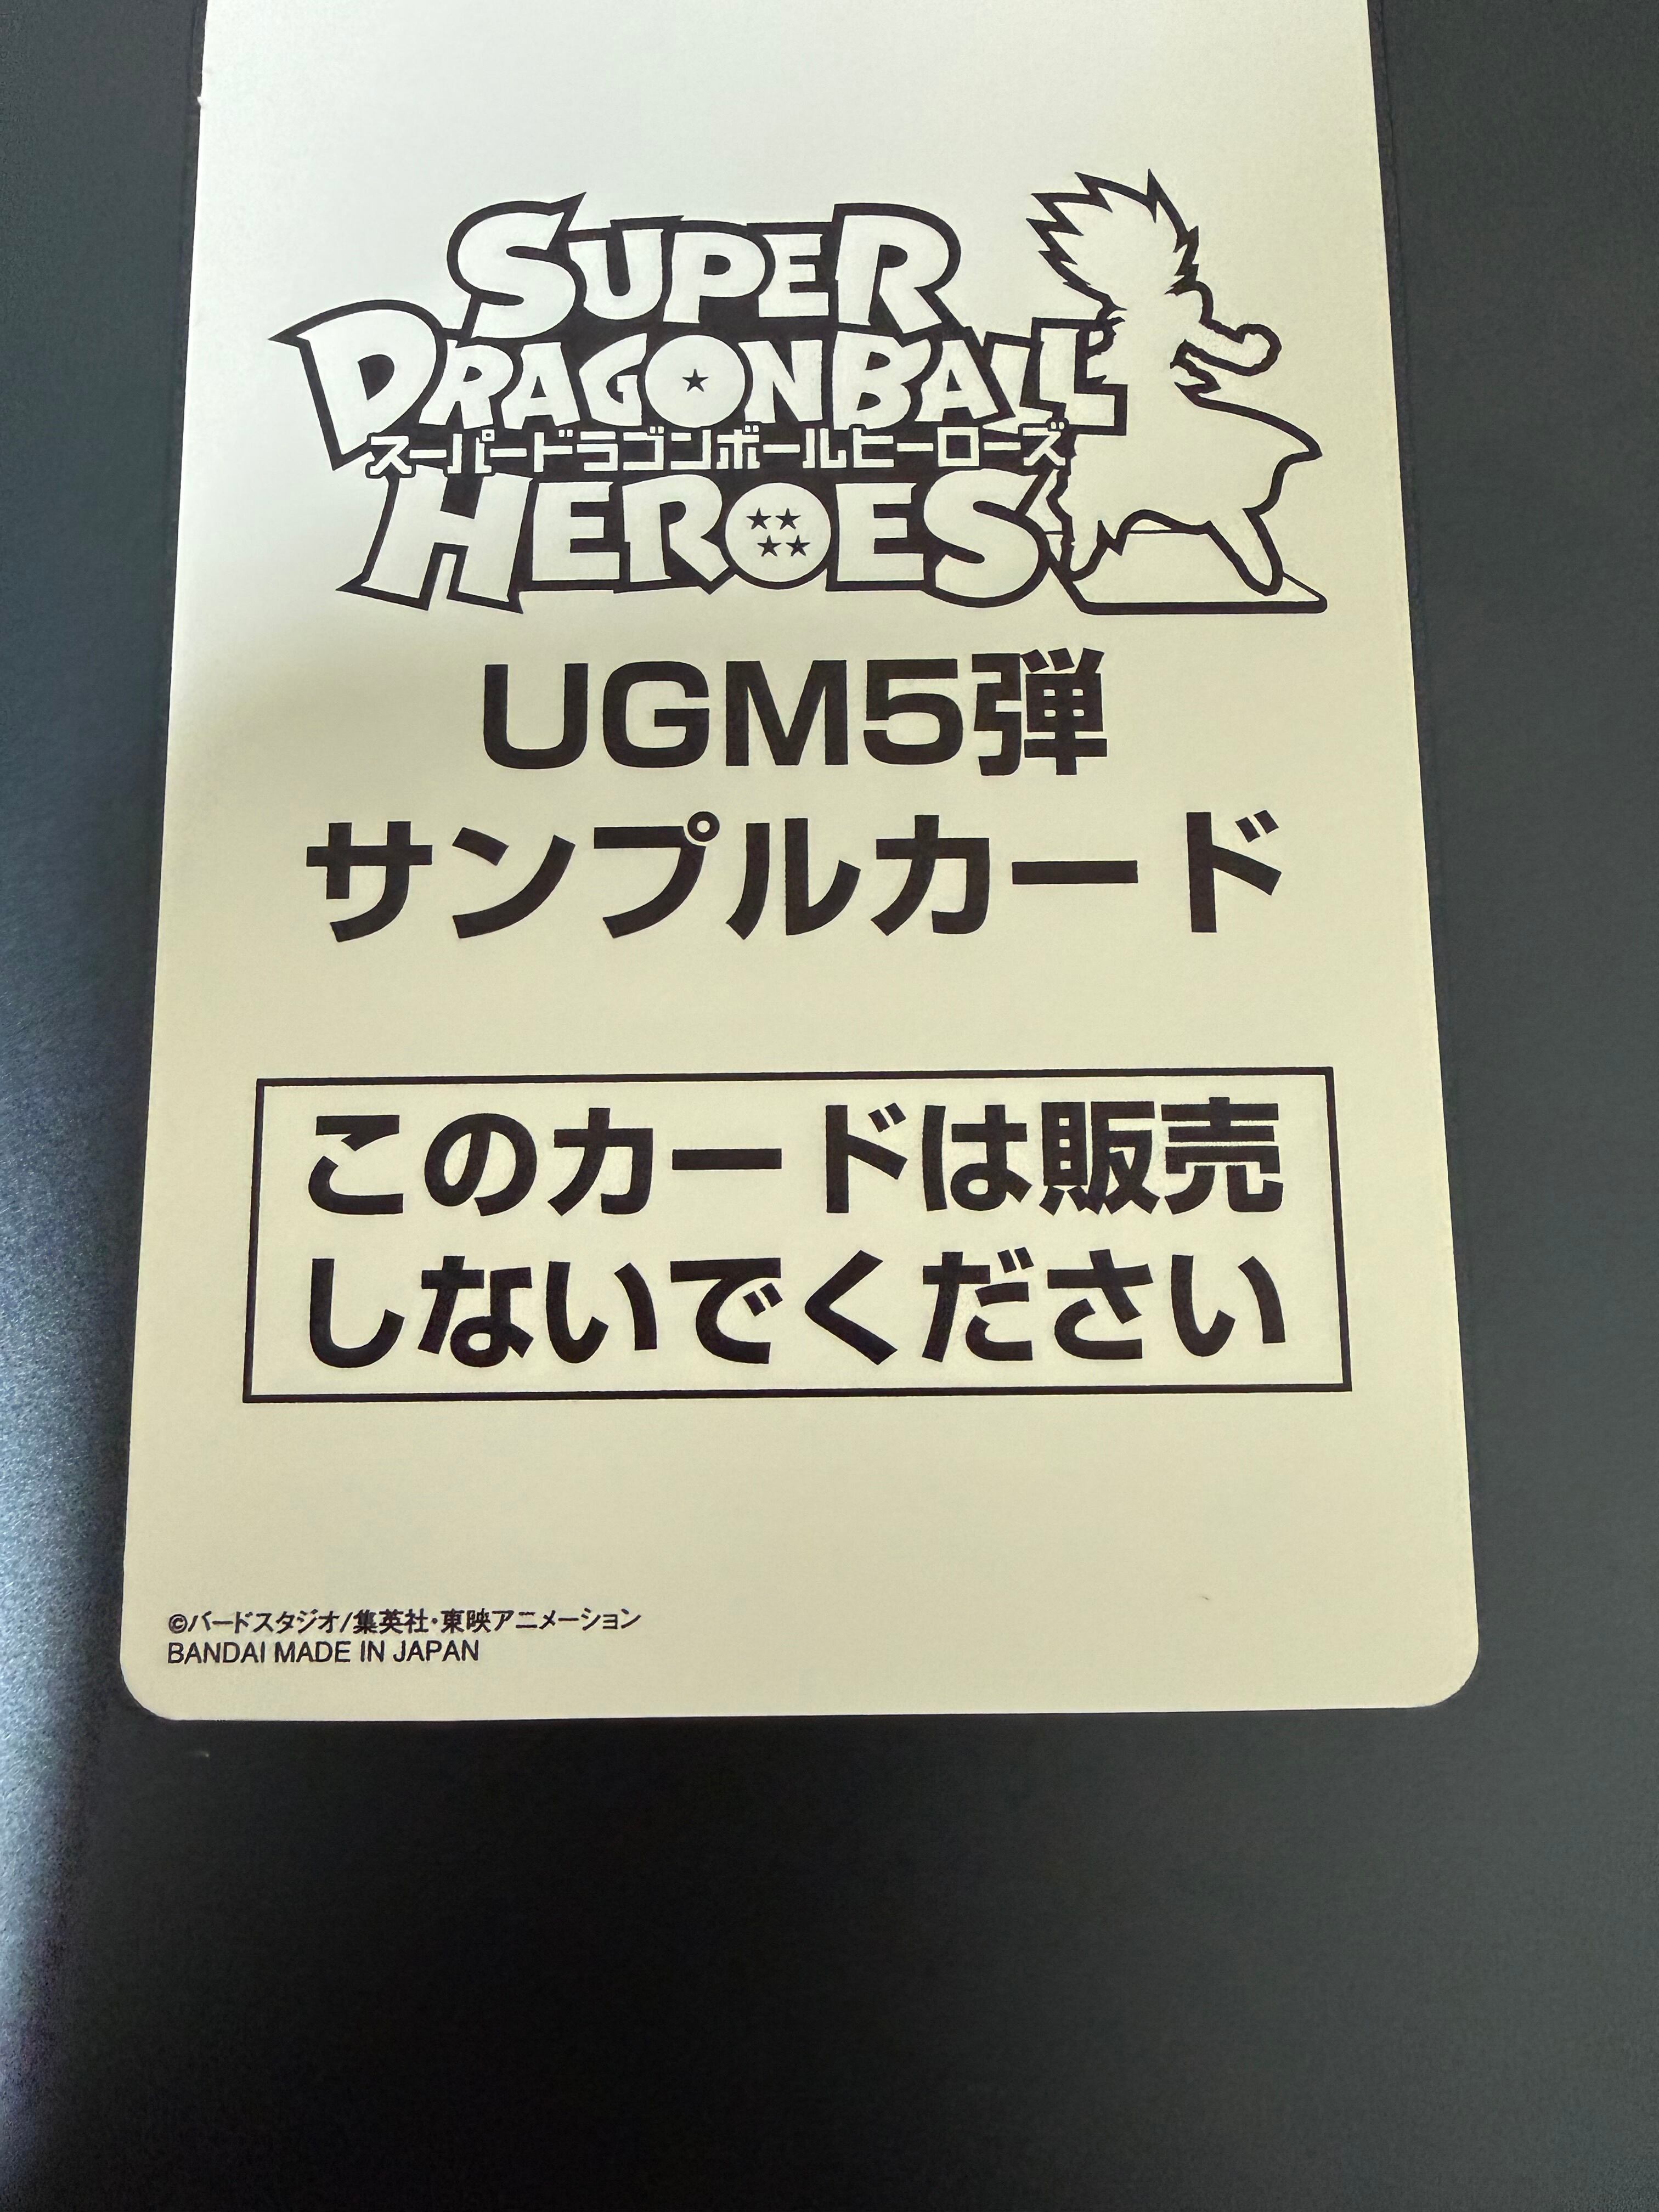 SUPER
DRAGONBALL
スーパードラゴンボールヒーローズ
HEROES
UGM5弾
サンプルカード
このカードは販売
しないでください
©バードスタジオ/集英社・東映アニメーション
BANDAI MADE IN JAPAN